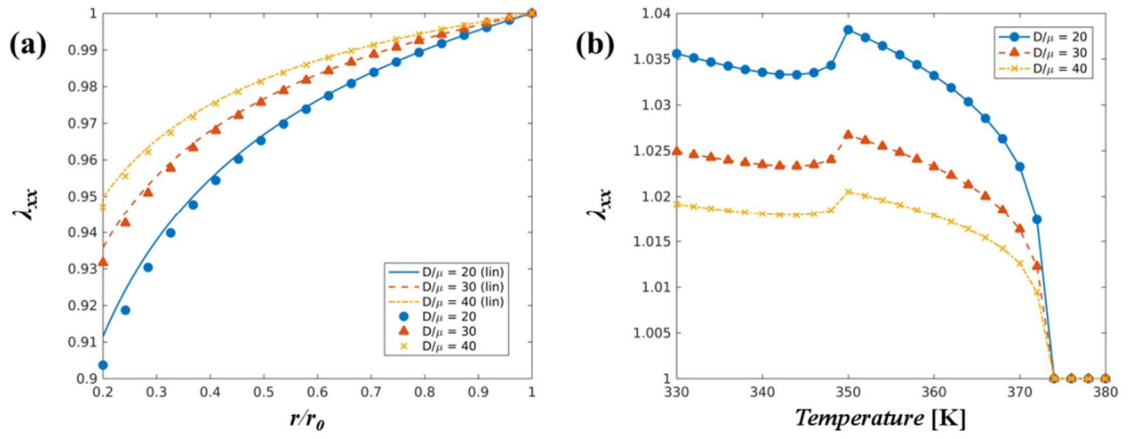 (a)
λxx
1
0.99
0.98
0.97
0.96
0.95
0.94
0.93
0.92
0.91
0.9
0.2 0.3 0.4 0.5 0.6 0.7 0.8 0.9 1
r/r0
D/μ = 20 (lin)
D/μ = 30 (lin)
D/μ = 40 (lin)
D/μ = 20
D/μ = 30
D/μ = 40
(b)
λxx
1.04
1.035
1.03
1.025
1.02
1.015
1.01
1.005
1
330 340 350 360 370 380
Temperature [K]
D/μ = 20
D/μ = 30
D/μ = 40